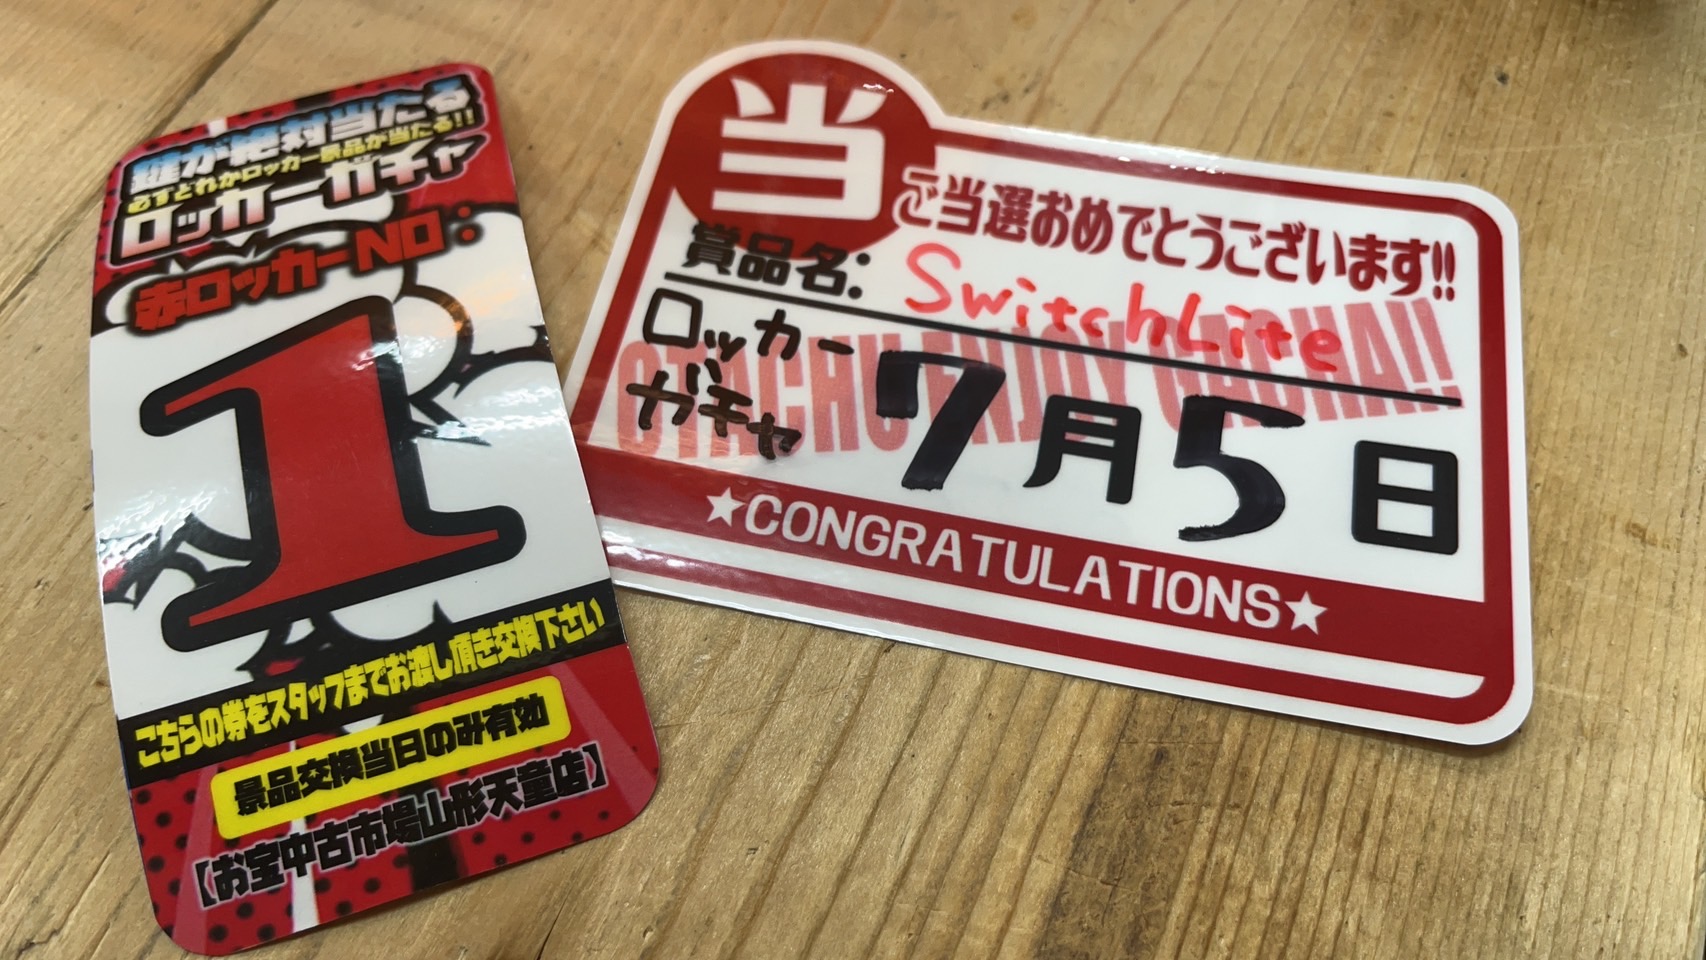 鍵が絶対当たる
必ずどれかロッカー景品が当たる!!
ロッカーガチャ
赤ロッカーNO:
1
こちらの券をスタッフまでお渡し頂き交換下さい
景品交換当日のみ有効
【お宝中古市場山形天童店】
当
ご当選おめでとうございます!!
賞品名: SwitchLite
OTACHU ENJOY GACHA!!
ロッカー
ガチャ
7月5日
★CONGRATULATIONS★